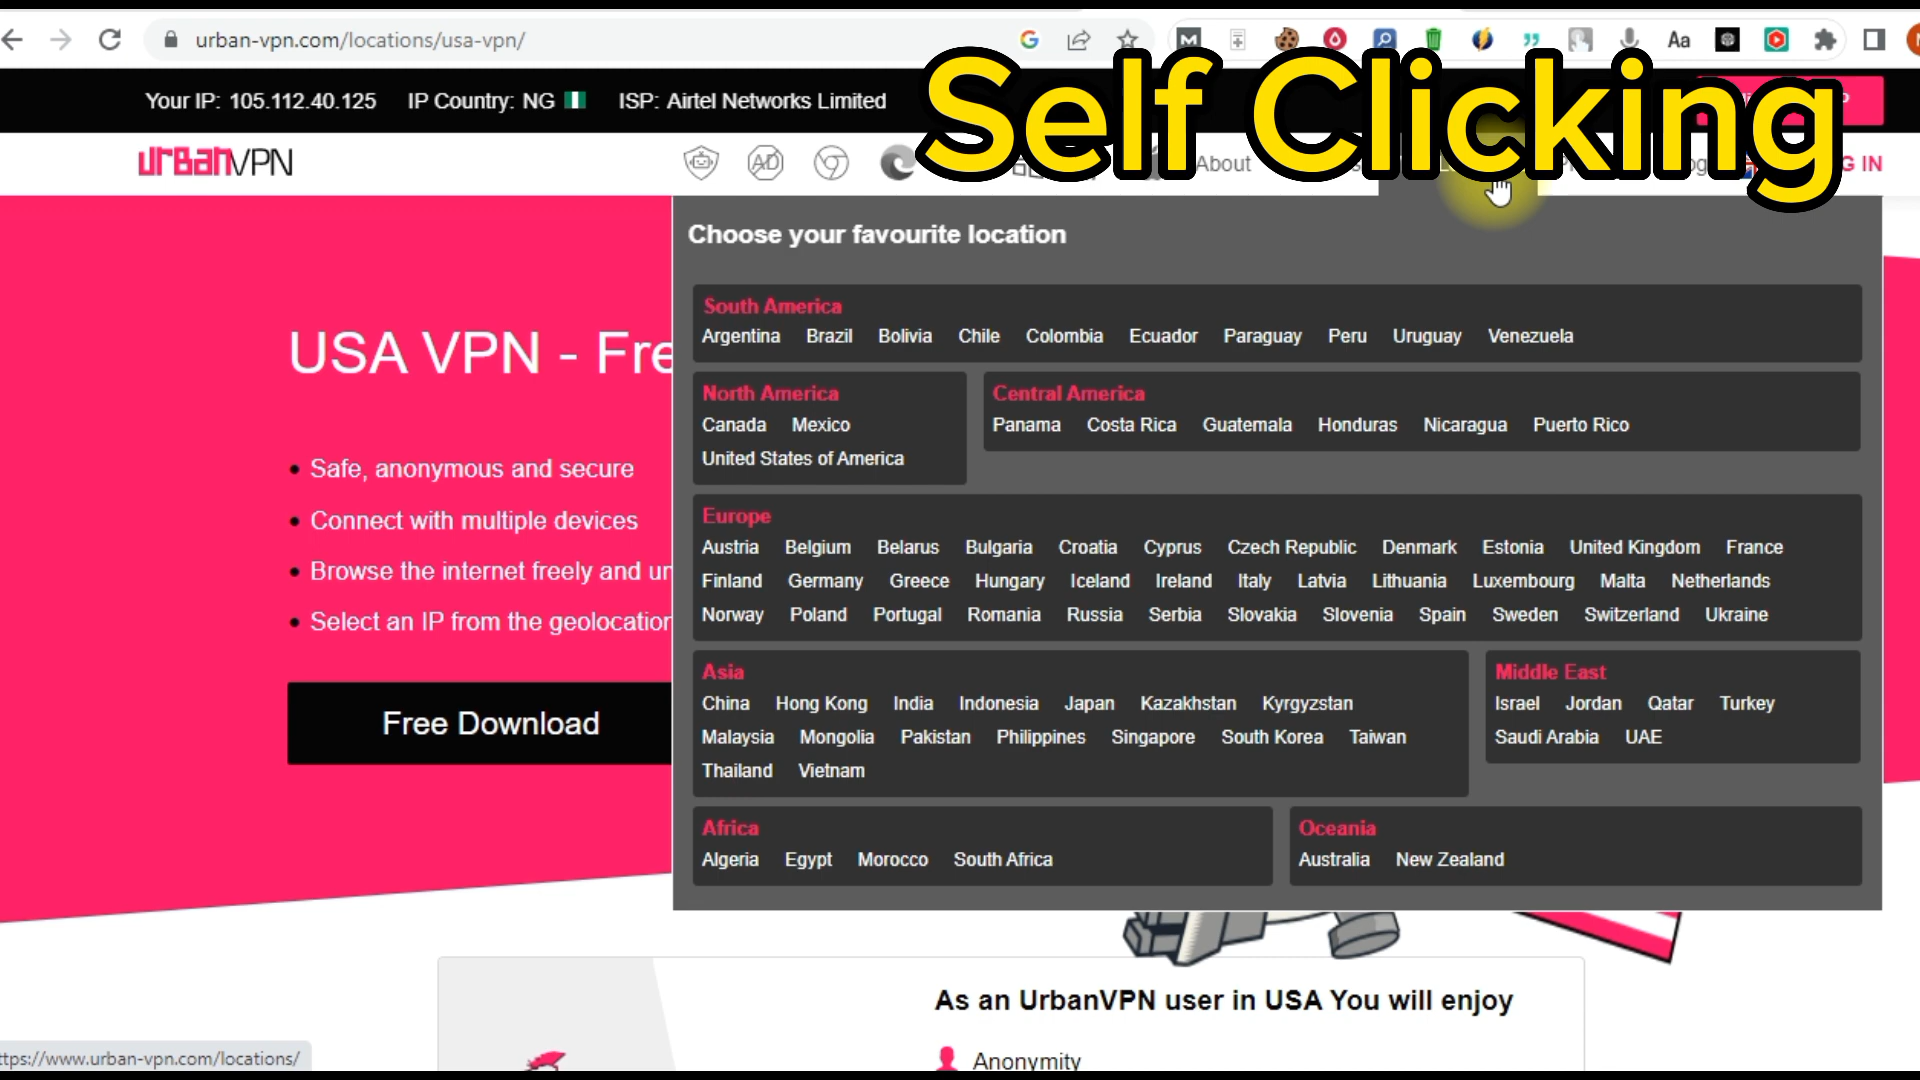 urban-vpn.com/locations/usa-vpn/
Aa
Self Clicking
Your IP: 105.112.40.125 IP Country: NG ISP: Airtel Networks Limited
urbanVPN
AD
About
G IN
Choose your favourite location
USA VPN - Fre
Safe, anonymous and secure
Connect with multiple devices
Browse the internet freely and un
Select an IP from the geolocation
Free Download
South America
Argentina Brazil Bolivia Chile Colombia Ecuador Paraguay Peru Uruguay Venezuela
North America
Canada Mexico
United States of America
Central America
Panama Costa Rica Guatemala Honduras Nicaragua Puerto Rico
Europe
Austria Belgium Belarus Bulgaria Croatia Cyprus Czech Republic Denmark Estonia United Kingdom France
Finland Germany Greece Hungary Iceland Ireland Italy Latvia Lithuania Luxembourg Malta Netherlands
Norway Poland Portugal Romania Russia Serbia Slovakia Slovenia Spain Sweden Switzerland Ukraine
Asia
China Hong Kong India Indonesia Japan Kazakhstan Kyrgyzstan
Malaysia Mongolia Pakistan Philippines Singapore South Korea Taiwan
Thailand Vietnam
Middle East
Israel Jordan Qatar Turkey
Saudi Arabia UAE
Africa
Algeria Egypt Morocco South Africa
Oceania
Australia New Zealand
As an UrbanVPN user in USA You will enjoy
Anonymity
ttps://www.urban-vpn.com/locations/